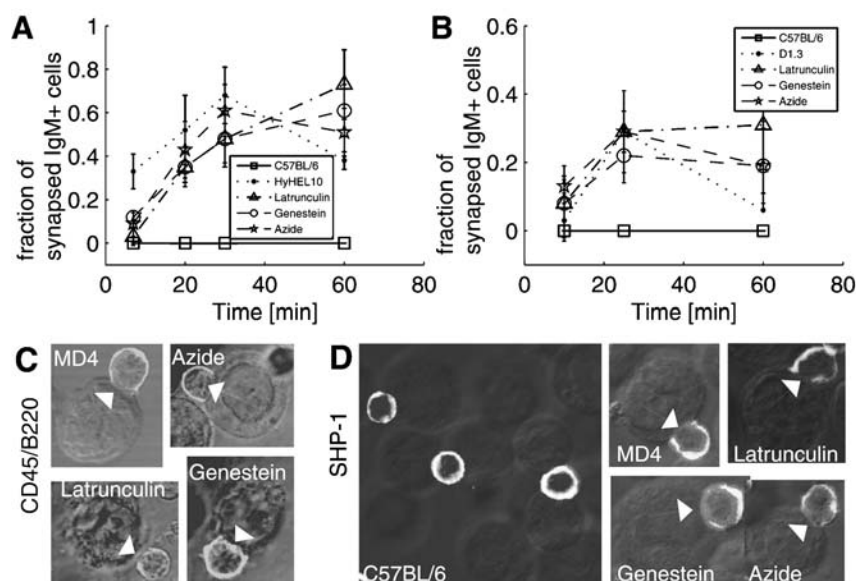 A
fraction of
synapsed IgM+ cells
1
0.8
0.6
0.4
0.2
0
0 20 40 60 80
Time [min]
C57BL/6
HyHEL10
Latrunculin
Genestein
Azide
B
fraction of
synapsed IgM+ cells
0.6
0.4
0.2
0
0 20 40 60 80
Time [min]
C57BL/6
D1.3
Latrunculin
Genestein
Azide
C
CD45/B220
MD4
Azide
Latrunculin
Genestein
D
SHP-1
C57BL/6
MD4
Latrunculin
Genestein
Azide